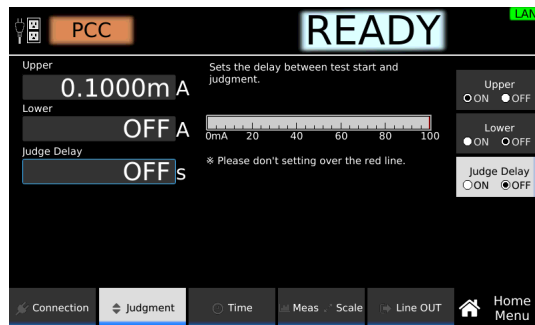 PCC
READY
LAN
Upper
0.1000m A
Lower
OFF A
Judge Delay
OFF s
Sets the delay between test start and
judgment.
0mA 20 40 60 80 100
※ Please don't setting over the red line.
Upper
ON OFF
Lower
ON OFF
Judge Delay
ON OFF
Connection
Judgment
Time
Meas Scale
Line OUT
Home
Menu